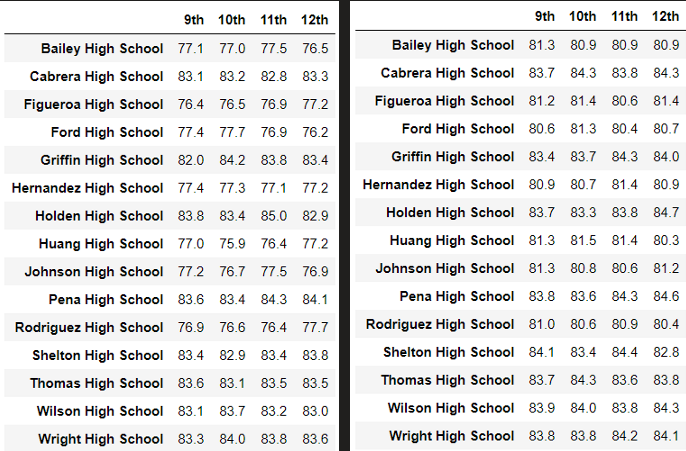 9th 10th 11th 12th
Bailey High School 77.1 77.0 77.5 76.5
Cabrera High School 83.1 83.2 82.8 83.3
Figueroa High School 76.4 76.5 76.9 77.2
Ford High School 77.4 77.7 76.9 76.2
Griffin High School 82.0 84.2 83.8 83.4
Hernandez High School 77.4 77.3 77.1 77.2
Holden High School 83.8 83.4 85.0 82.9
Huang High School 77.0 75.9 76.4 77.2
Johnson High School 77.2 76.7 77.5 76.9
Pena High School 83.6 83.4 84.3 84.1
Rodriguez High School 76.9 76.6 76.4 77.7
Shelton High School 83.4 82.9 83.4 83.8
Thomas High School 83.6 83.1 83.5 83.5
Wilson High School 83.1 83.7 83.2 83.0
Wright High School 83.3 84.0 83.8 83.6
9th 10th 11th 12th
Bailey High School 81.3 80.9 80.9 80.9
Cabrera High School 83.7 84.3 83.8 84.3
Figueroa High School 81.2 81.4 80.6 81.4
Ford High School 80.6 81.3 80.4 80.7
Griffin High School 83.4 83.7 84.3 84.0
Hernandez High School 80.9 80.7 81.4 80.9
Holden High School 83.7 83.3 83.8 84.7
Huang High School 81.3 81.5 81.4 80.3
Johnson High School 81.3 80.8 80.6 81.2
Pena High School 83.8 83.6 84.3 84.6
Rodriguez High School 81.0 80.6 80.9 80.4
Shelton High School 84.1 83.4 84.4 82.8
Thomas High School 83.7 84.3 83.6 83.8
Wilson High School 83.9 84.0 83.8 84.3
Wright High School 83.8 83.8 84.2 84.1